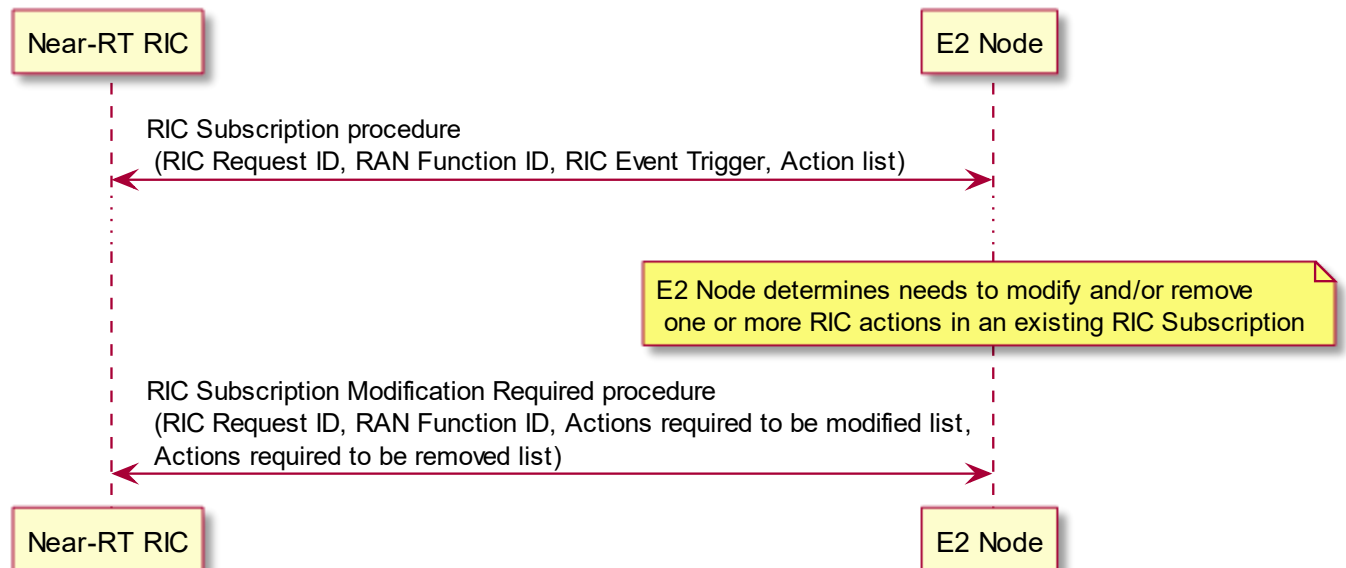 Near-RT RIC
E2 Node
RIC Subscription procedure
(RIC Request ID, RAN Function ID, RIC Event Trigger, Action list)
E2 Node determines needs to modify and/or remove
one or more RIC actions in an existing RIC Subscription
RIC Subscription Modification Required procedure
(RIC Request ID, RAN Function ID, Actions required to be modified list,
Actions required to be removed list)
Near-RT RIC
E2 Node